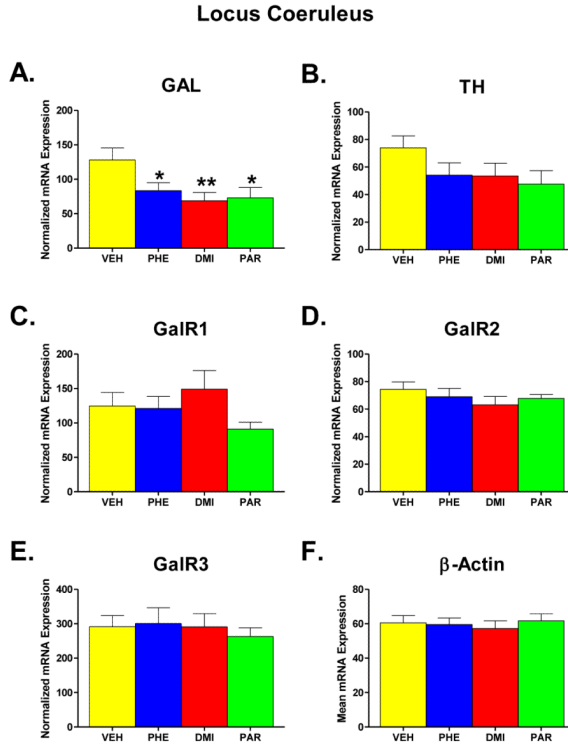 Locus Coeruleus
A.
GAL
Normalized mRNA Expression
200
150
100
50
0
*
**
*
VEH PHE DMI PAR
B.
TH
Normalized mRNA Expression
100
80
60
40
20
0
VEH PHE DMI PAR
C.
GalR1
Normalized mRNA Expression
200
150
100
50
0
VEH PHE DMI PAR
D.
GalR2
Normalized mRNA Expression
100
80
60
40
20
0
VEH PHE DMI PAR
E.
GalR3
Normalized mRNA Expression
400
300
200
100
0
VEH PHE DMI PAR
F.
β-Actin
Mean mRNA Expression
80
60
40
20
0
VEH PHE DMI PAR